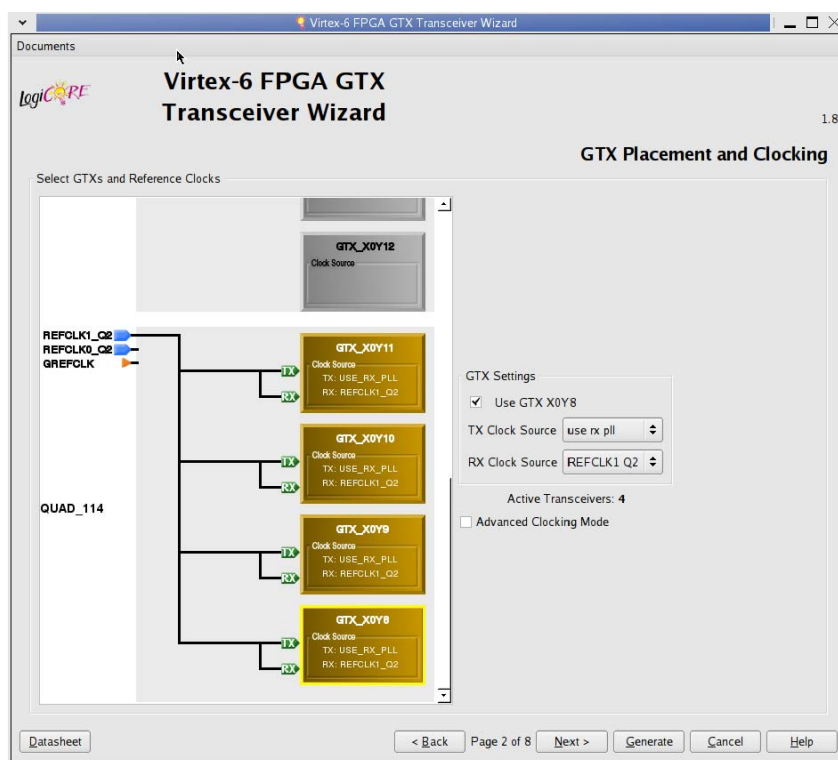 Virtex-6 FPGA GTX Transceiver Wizard
Documents
LogiCORE
Virtex-6 FPGA GTX
Transceiver Wizard
1.8
GTX Placement and Clocking
Select GTXs and Reference Clocks
GTX_X0Y12
Clock Source
REFCLK1_Q2
REFCLK0_Q2
GREFCLK
GTX_X0Y11
Clock Source
TX TX: USE_RX_PLL
RX RX: REFCLK1_Q2
GTX_X0Y10
Clock Source
TX TX: USE_RX_PLL
RX RX: REFCLK1_Q2
QUAD_114
GTX_X0Y9
Clock Source
TX TX: USE_RX_PLL
RX RX: REFCLK1_Q2
GTX_X0Y8
Clock Source
TX TX: USE_RX_PLL
RX RX: REFCLK1_Q2
GTX Settings
Use GTX X0Y8
TX Clock Source use rx pll
RX Clock Source REFCLK1 Q2
Active Transceivers: 4
Advanced Clocking Mode
Datasheet < Back Page 2 of 8 Next > Generate Cancel Help